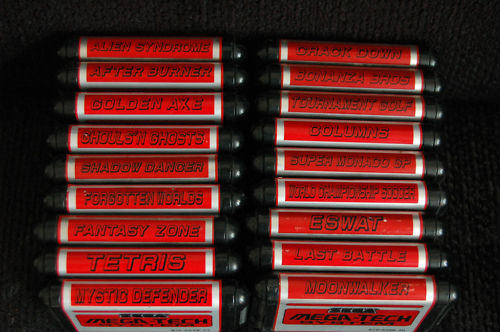 ALIEN SYNDROME
AFTER BURNER
GOLDEN AXE
GHOULS'N GHOSTS
SHADOW DANCER
FORGOTTEN WORLDS
FANTASY ZONE
TETRIS
MYSTIC DEFENDER
SEGA
MEGA-TECH
CRACK DOWN
BONANZA BROS
TOURNAMENT GOLF
COLUMNS
SUPER MONACO GP
WORLD CHAMPIONSHIP SOCCER
ESWAT
LAST BATTLE
MOONWALKER
SEGA
MEGA-TECH